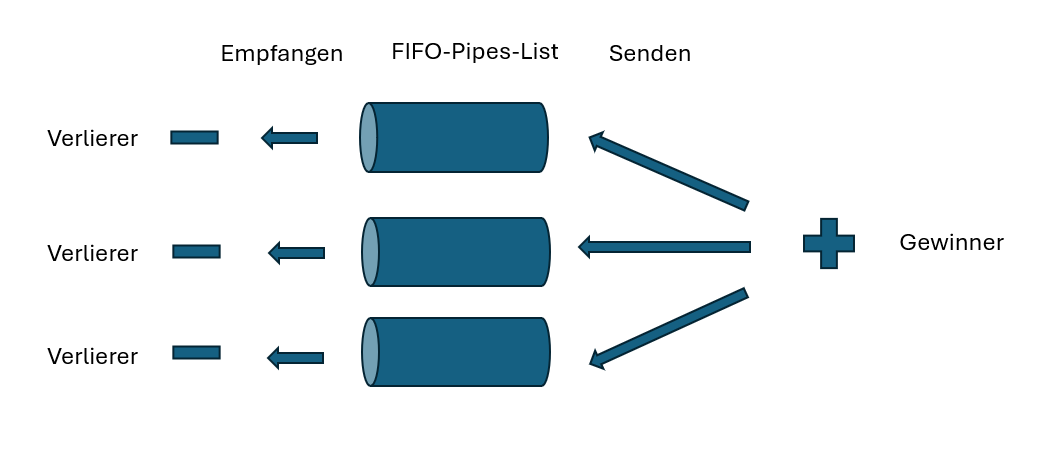 Empfangen
FIFO-Pipes-List
Senden
Verlierer
Verlierer
Gewinner
Verlierer